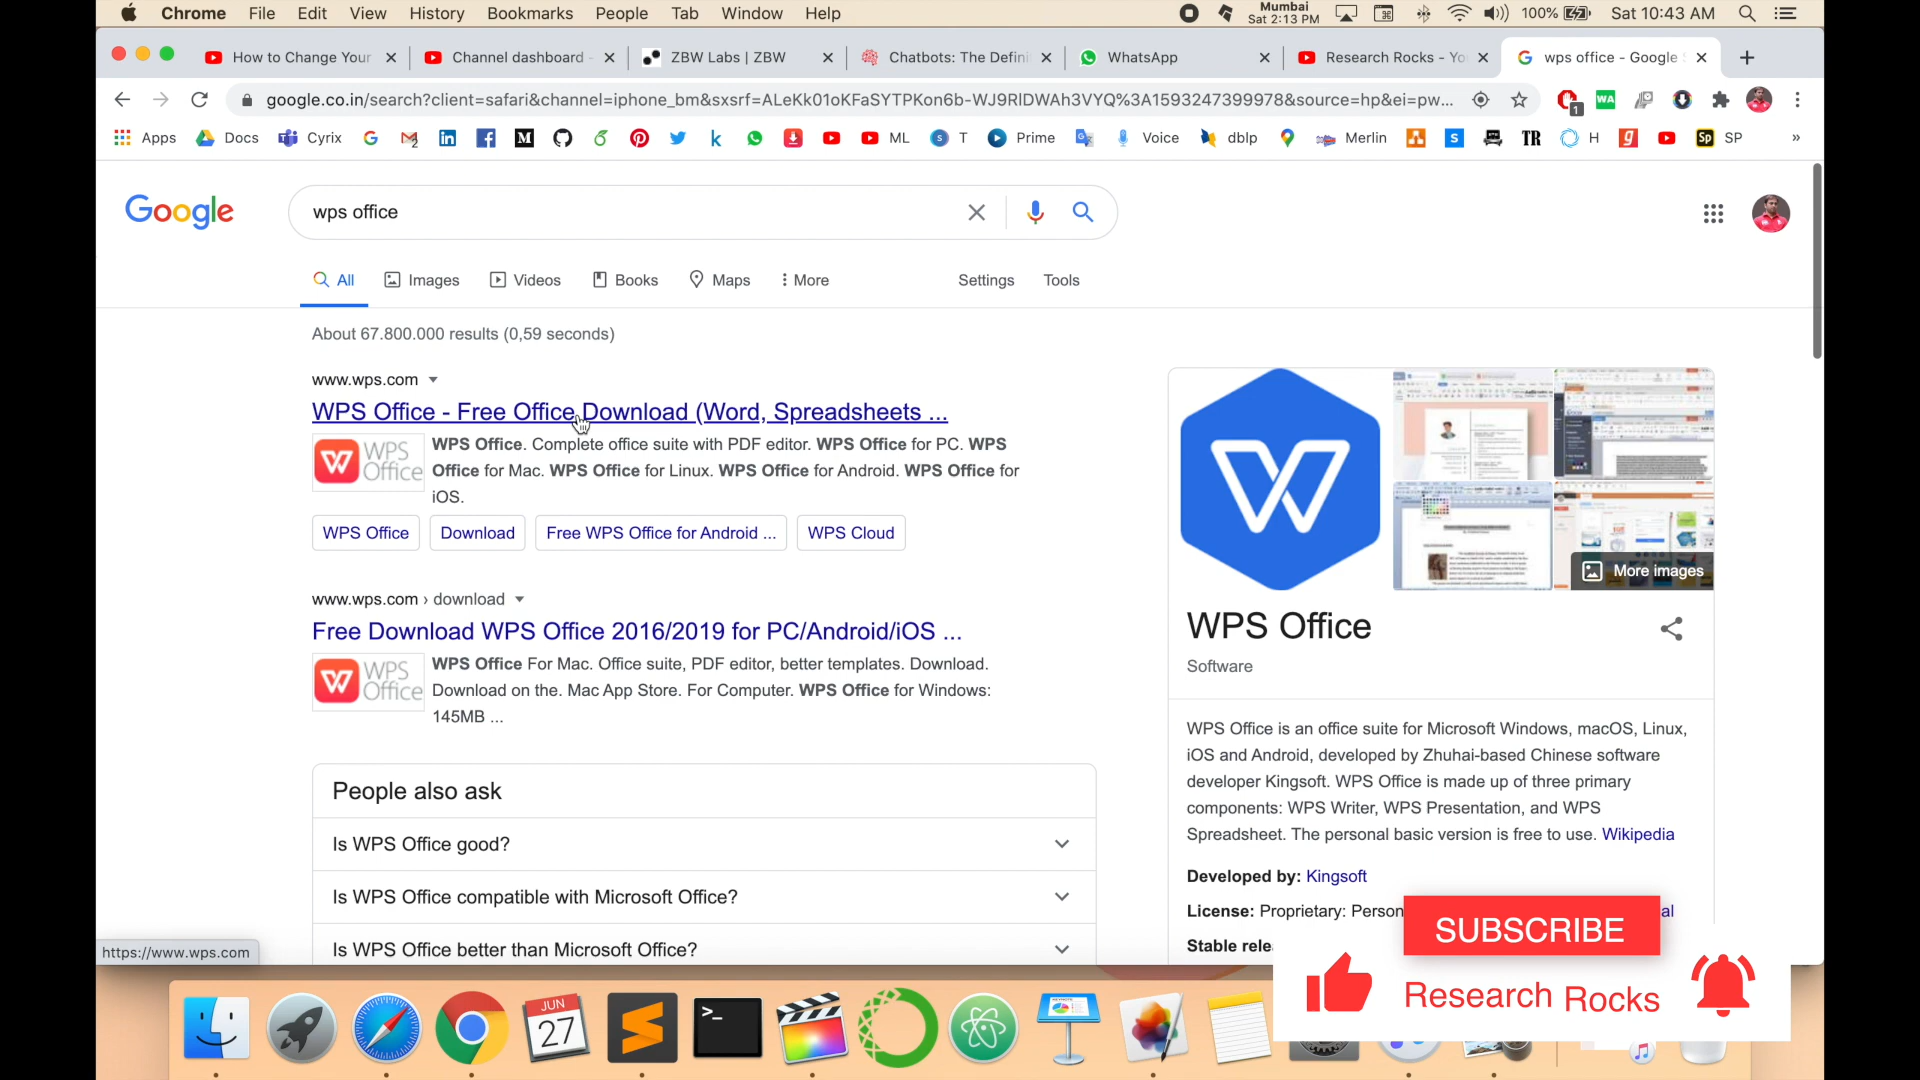 Chrome File Edit View History Bookmarks People Tab Window Help
Mumbai
Sat 2:13 PM
100%
Sat 10:43 AM
How to Change Your
Channel dashboard -
ZBW Labs | ZBW
Chatbots: The Defini
WhatsApp
Research Rocks - Yo
wps office - Google S
google.co.in/search?client=safari&channel=iphone_bm&sxsrf=ALeKk01oKFaSYTPKon6b-WJ9RlDWAh3VYQ%3A1593247399978&source=hp&ei=pw...
1
WA
Apps Docs Cyrix ML T Prime Voice dblp Merlin TR H Sp SP »
Google
wps office
All Images Videos Books Maps More Settings Tools
About 67.800.000 results (0,59 seconds)
www.wps.com
WPS Office - Free Office Download (Word, Spreadsheets ...
WPS
Office
WPS Office. Complete office suite with PDF editor. WPS Office for PC. WPS
Office for Mac. WPS Office for Linux. WPS Office for Android. WPS Office for
iOS.
WPS Office Download Free WPS Office for Android ... WPS Cloud
www.wps.com › download
Free Download WPS Office 2016/2019 for PC/Android/iOS ...
WPS
Office
WPS Office For Mac. Office suite, PDF editor, better templates. Download.
Download on the. Mac App Store. For Computer. WPS Office for Windows:
145MB ...
People also ask
Is WPS Office good?
Is WPS Office compatible with Microsoft Office?
Is WPS Office better than Microsoft Office?
More images
WPS Office
Software
WPS Office is an office suite for Microsoft Windows, macOS, Linux,
iOS and Android, developed by Zhuhai-based Chinese software
developer Kingsoft. WPS Office is made up of three primary
components: WPS Writer, WPS Presentation, and WPS
Spreadsheet. The personal basic version is free to use. Wikipedia
Developed by: Kingsoft
License: Proprietary: Person
al
Stable rele
https://www.wps.com
SUBSCRIBE
Research Rocks
JUN
27